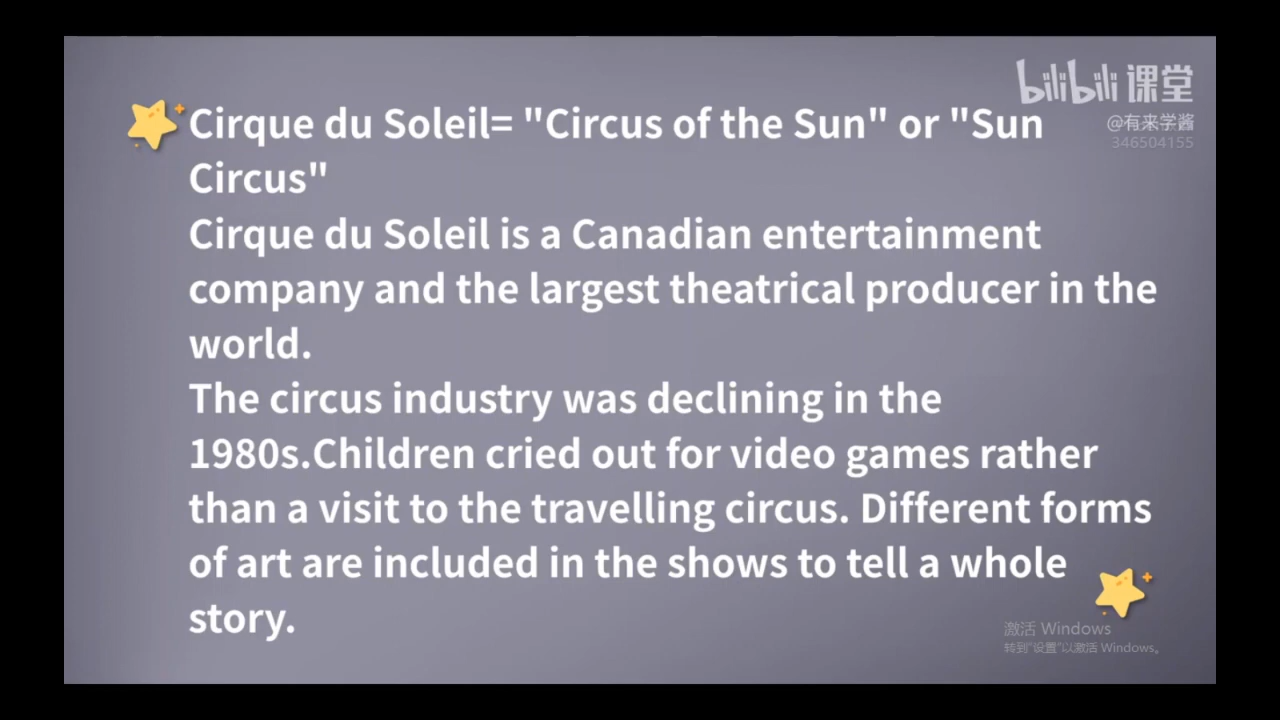 bilibili 课堂
@有来学酱
346504155
Cirque du Soleil= "Circus of the Sun" or "Sun
Circus"
Cirque du Soleil is a Canadian entertainment
company and the largest theatrical producer in the
world.
The circus industry was declining in the
1980s.Children cried out for video games rather
than a visit to the travelling circus. Different forms
of art are included in the shows to tell a whole
story.
激活 Windows
转到"设置"以激活 Windows。